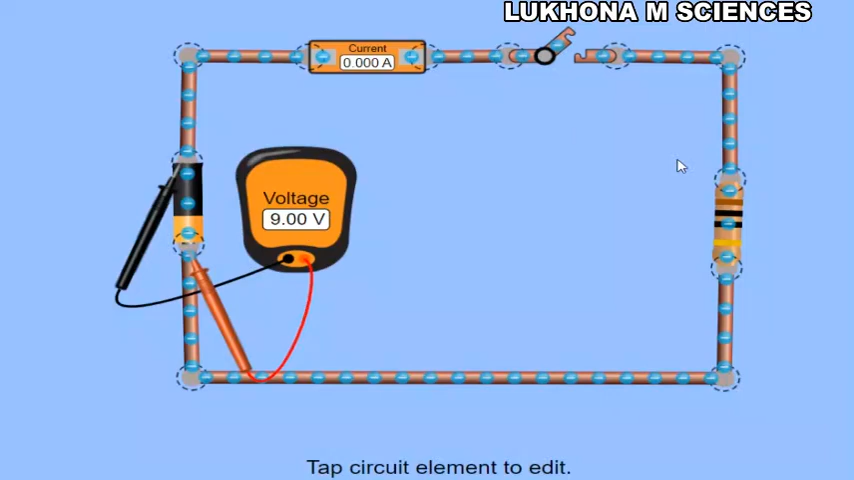 LUKHONA M SCIENCES
Current
0.000 A
Voltage
9.00 V
Tap circuit element to edit.